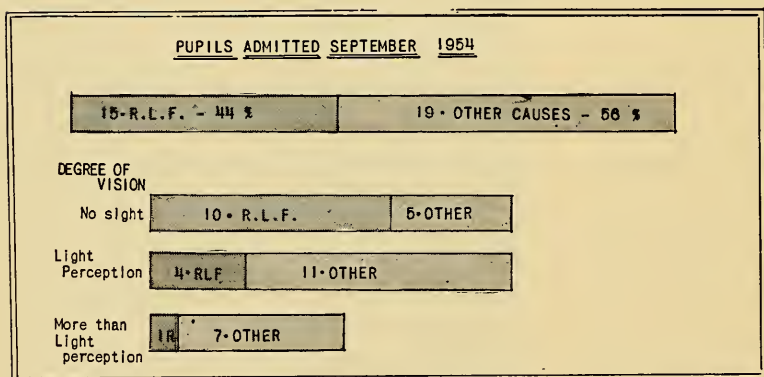 PUPILS ADMITTED SEPTEMBER 1954
15-R.L.F. - 44 % 19 • OTHER CAUSES - 56 %
DEGREE OF
VISION
No sight 10 • R.L.F. 5•OTHER
Light
Perception 4•RLF 11•OTHER
More than
Light
perception 1R 7•OTHER